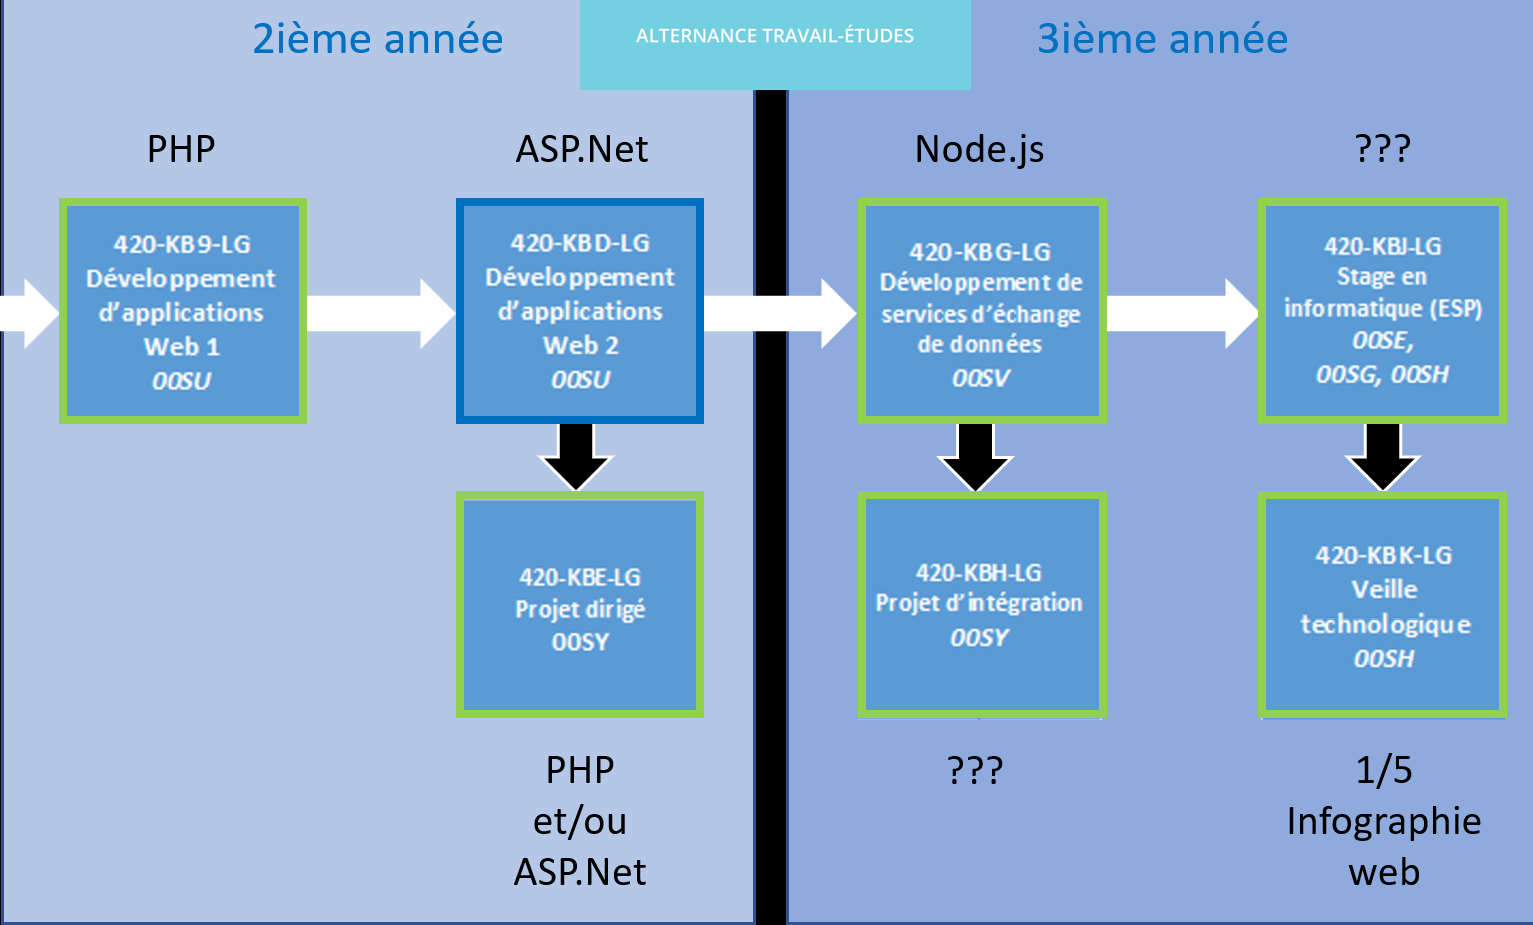 2ième année
ALTERNANCE TRAVAIL-ÉTUDES
3ième année
PHP
ASP.Net
Node.js
???
420-KB9-LG
Développement
d'applications
Web 1
00SU
420-KBD-LG
Développement
d'applications
Web 2
00SU
420-KBG-LG
Développement de
services d'échange
de données
00SV
420-KBJ-LG
Stage en
informatique (ESP)
00SE,
00SG, 00SH
420-KBE-LG
Projet dirigé
00SY
420-KBH-LG
Projet d'intégration
00SY
420-KBK-LG
Veille
technologique
00SH
PHP
et/ou
ASP.Net
???
1/5
Infographie
web